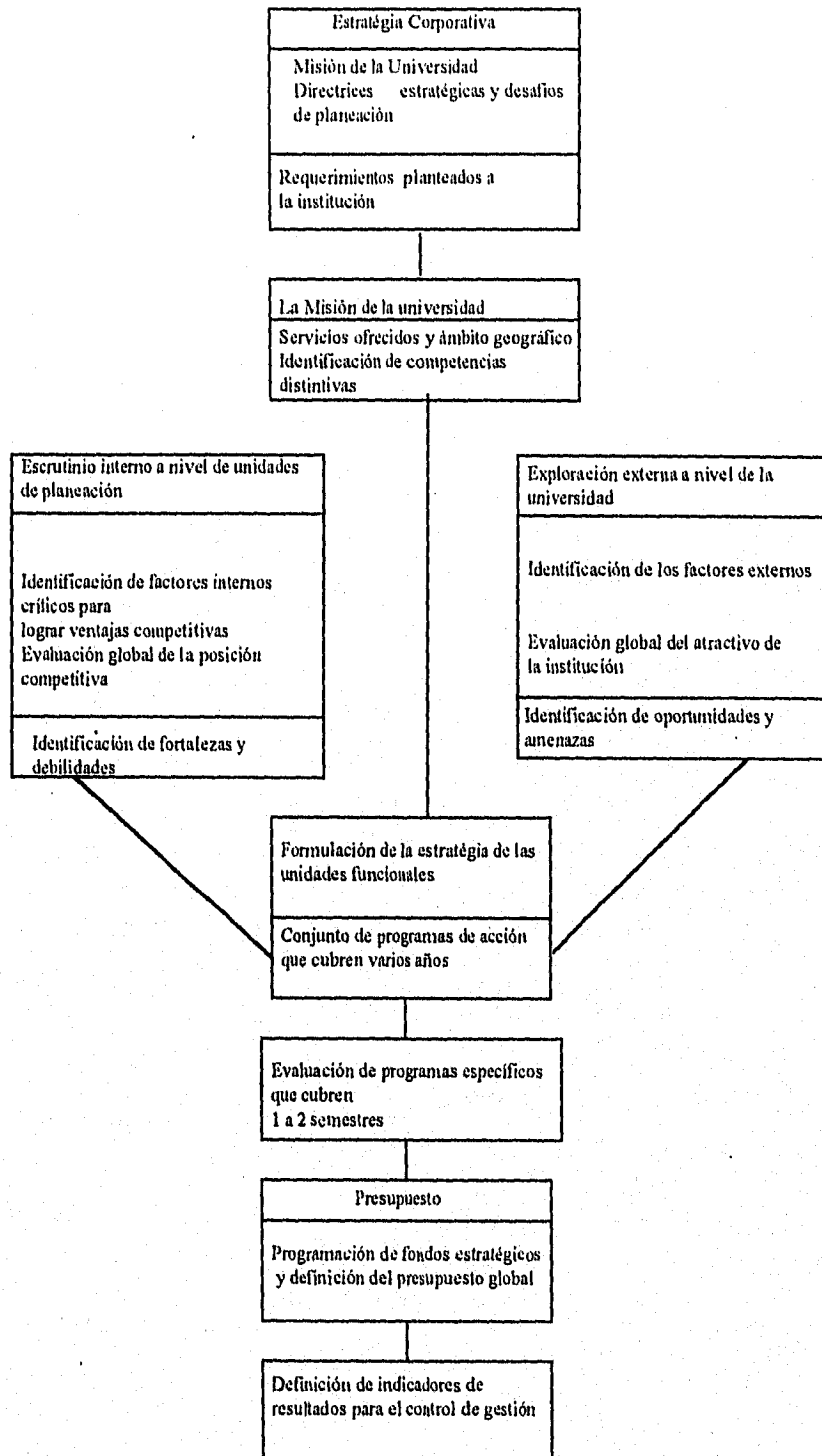 Estratégia Corporativa
Misión de la Universidad
Directrices estratégicas y desafios
de planeación
Requerimientos planteados a
la institución
La Misión de la universidad
Servicios ofrecidos y ámbito geográfico
Identificación de competencias
distintivas
Escrutinio interno a nivel de unidades
de planeación
Identificación de factores internos
críticos para
lograr ventajas competitivas
Evaluación global de la posición
competitiva
Identificación de fortalezas y
debilidades
Exploración externa a nivel de la
universidad
Identificación de los factores externos
Evaluación global del atractivo de
la institución
Identificación de oportunidades y
amenazas
Formulación de la estratégia de las
unidades funcionales
Conjunto de programas de acción
que cubren varios años
Evaluación de programas específicos
que cubren
1 a 2 semestres
Presupuesto
Programación de fondos estratégicos
y definición del presupuesto global
Definición de indicadores de
resultados para el control de gestión